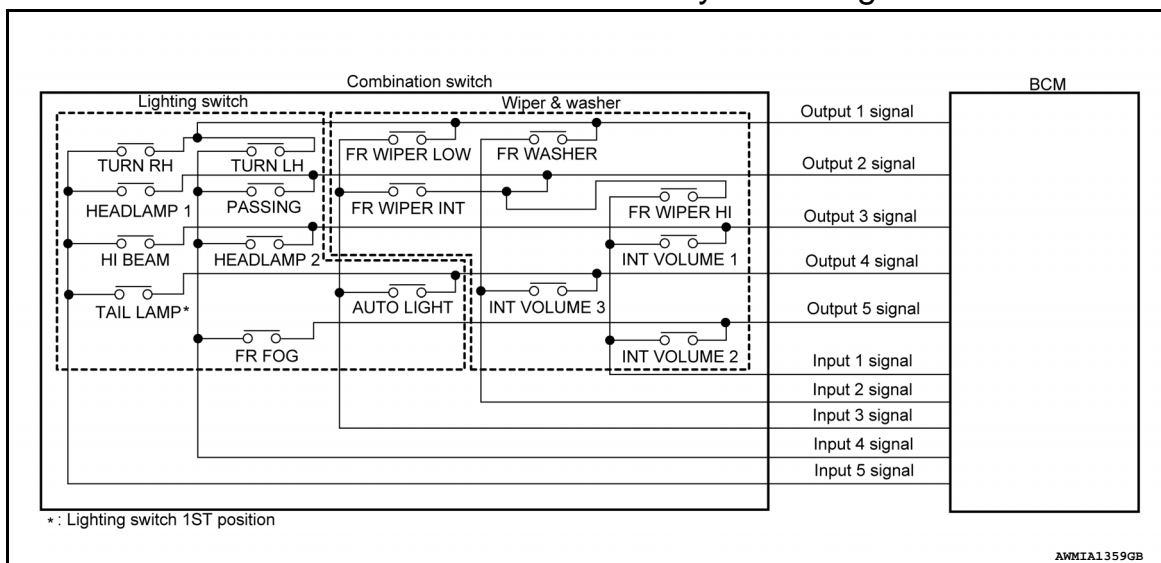 Combination switch
BCM
Lighting switch
Wiper & washer
Output 1 signal
TURN RH
TURN LH
FR WIPER LOW
FR WASHER
Output 2 signal
HEADLAMP 1
PASSING
FR WIPER INT
FR WIPER HI
Output 3 signal
HI BEAM
HEADLAMP 2
INT VOLUME 1
Output 4 signal
TAIL LAMP*
AUTO LIGHT
INT VOLUME 3
Output 5 signal
FR FOG
INT VOLUME 2
Input 1 signal
Input 2 signal
Input 3 signal
Input 4 signal
Input 5 signal
* : Lighting switch 1ST position
AWMIA1359GB